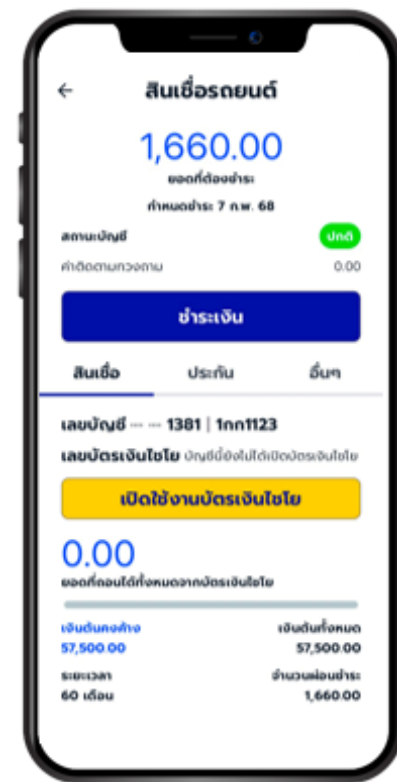 สินเชื่อรถยนต์
1,660.00
ยอดที่ต้องชำระ
กำหนดชำระ 7 ก.พ. 68
สถานะบัญชี ปกติ
ค่าติดตามทวงถาม 0.00
ชำระเงิน
สินเชื่อ ประกัน อื่นๆ
เลขบัญชี ... ... 1381 | 1กก1123
เลขบัตรเงินไชโย บัญชีนี้ยังไม่ได้เปิดบัตรเงินไชโย
เปิดใช้งานบัตรเงินไชโย
0.00
ยอดที่ถอนได้ทั้งหมดจากบัตรเงินไชโย
เงินต้นคงค้าง เงินต้นทั้งหมด
57,500.00 57,500.00
ระยะเวลา จำนวนผ่อนชำระ
60 เดือน 1,660.00